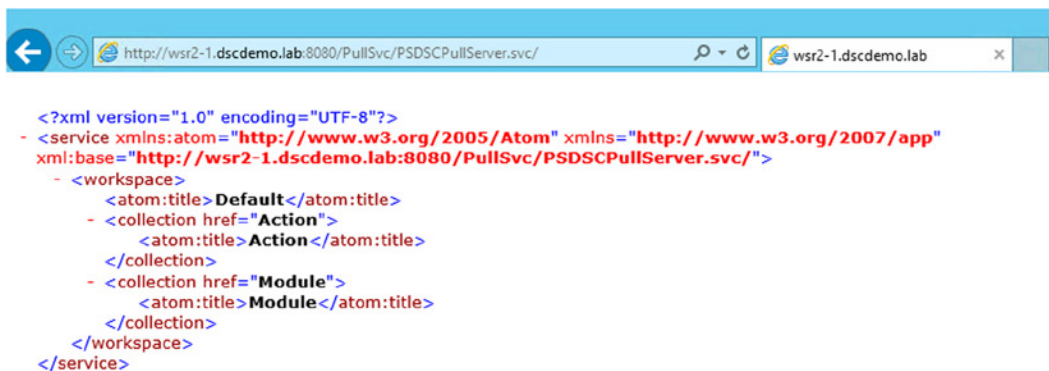 http://wsr2-1.dscdemo.lab:8080/PullSvc/PSDSCPullServer.svc/
wsr2-1.dscdemo.lab
<?xml version="1.0" encoding="UTF-8"?>
- <service xmlns:atom="http://www.w3.org/2005/Atom" xmlns="http://www.w3.org/2007/app"
xml:base="http://wsr2-1.dscdemo.lab:8080/PullSvc/PSDSCPullServer.svc/">
- <workspace>
<atom:title>Default</atom:title>
- <collection href="Action">
<atom:title>Action</atom:title>
</collection>
- <collection href="Module">
<atom:title>Module</atom:title>
</collection>
</workspace>
</service>